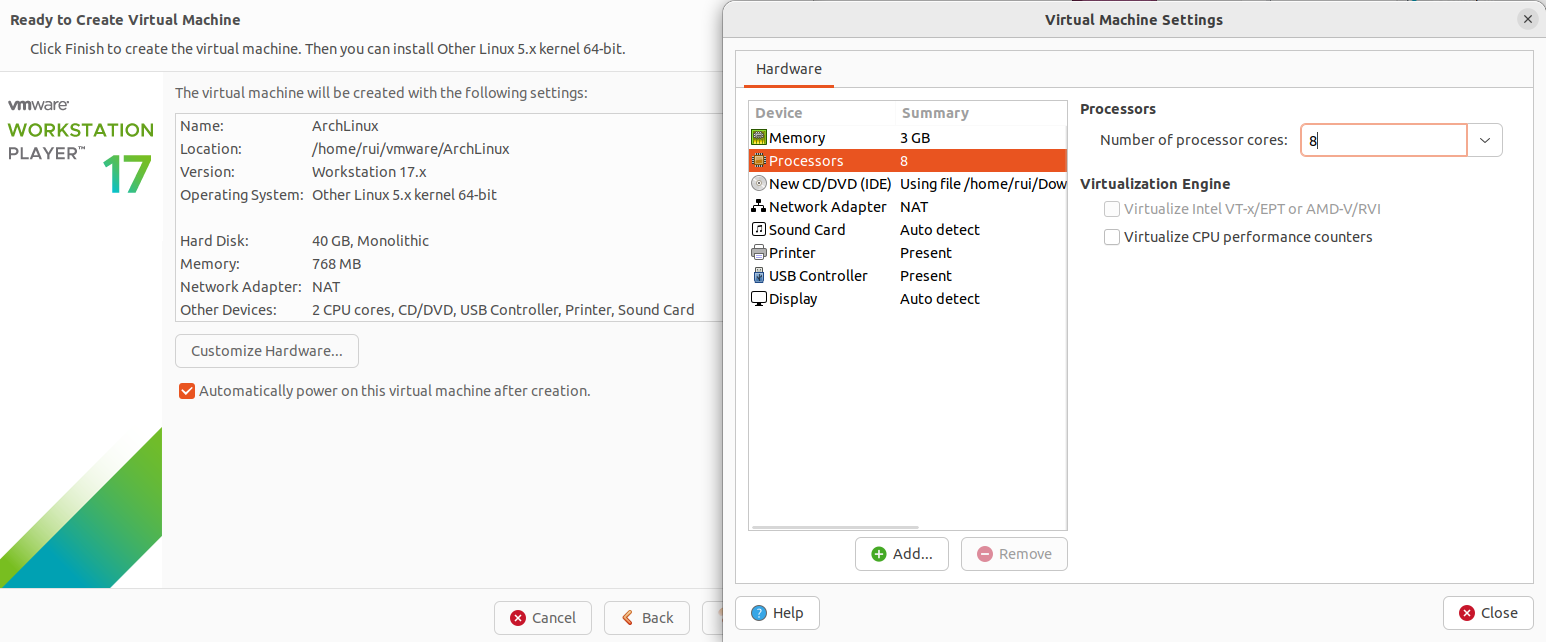 Ready to Create Virtual Machine
Click Finish to create the virtual machine. Then you can install Other Linux 5.x kernel 64-bit.
vmware
WORKSTATION
PLAYER™ 17
The virtual machine will be created with the following settings:
Name: ArchLinux
Location: /home/rui/vmware/ArchLinux
Version: Workstation 17.x
Operating System: Other Linux 5.x kernel 64-bit
Hard Disk: 40 GB, Monolithic
Memory: 768 MB
Network Adapter: NAT
Other Devices: 2 CPU cores, CD/DVD, USB Controller, Printer, Sound Card
Customize Hardware...
Automatically power on this virtual machine after creation.
Cancel Back
Virtual Machine Settings
Hardware
Device Summary
Memory 3 GB
Processors 8
New CD/DVD (IDE) Using file /home/rui/Dow
Network Adapter NAT
Sound Card Auto detect
Printer Present
USB Controller Present
Display Auto detect
Add... Remove
Processors
Number of processor cores: 8
Virtualization Engine
Virtualize Intel VT-x/EPT or AMD-V/RVI
Virtualize CPU performance counters
Help Close